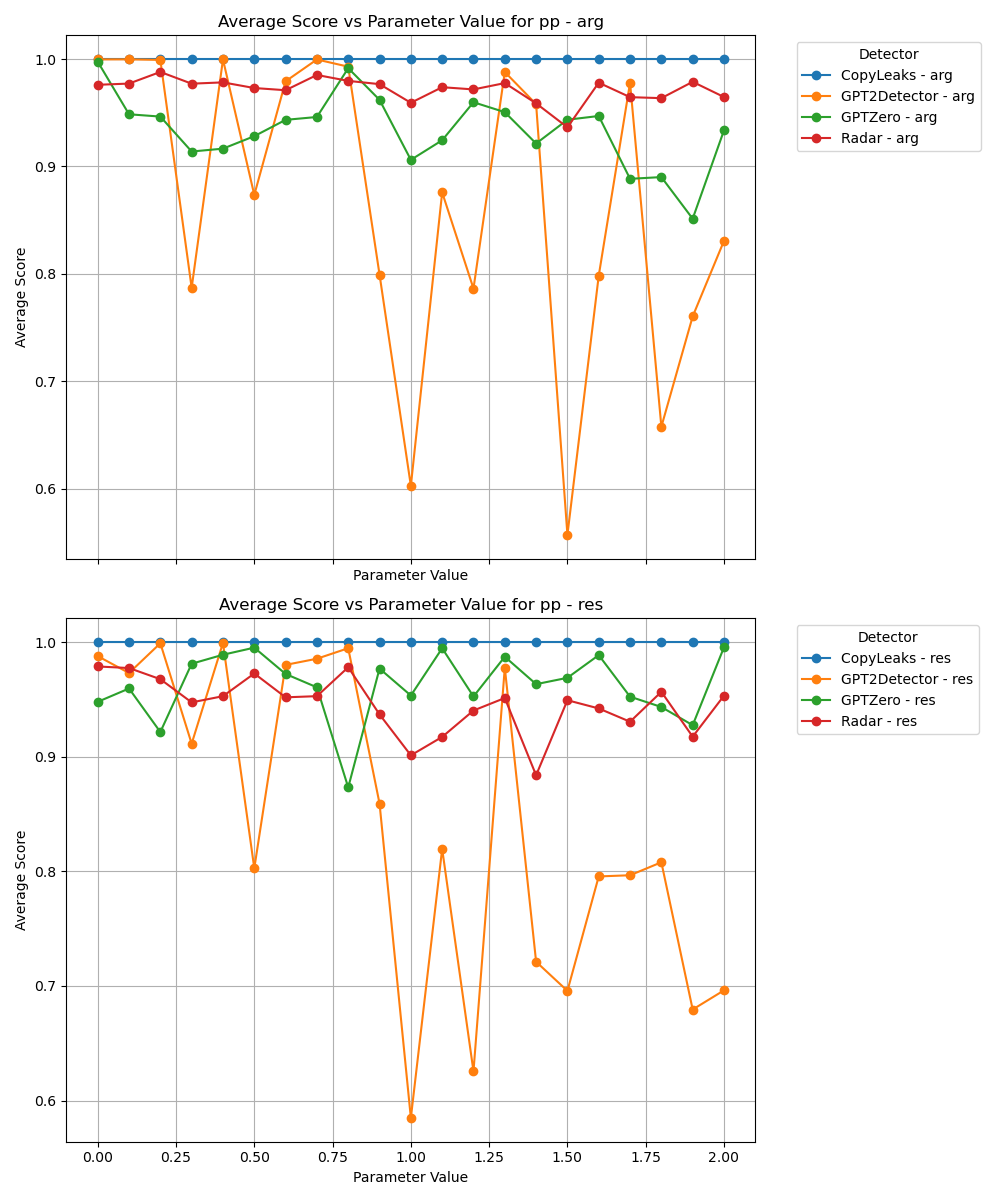 Average Score vs Parameter Value for pp - arg
1.0
0.9
0.8
0.7
0.6
Average Score
Parameter Value
Detector
CopyLeaks - arg
GPT2Detector - arg
GPTZero - arg
Radar - arg
Average Score vs Parameter Value for pp - res
1.0
0.9
0.8
0.7
0.6
Average Score
0.00 0.25 0.50 0.75 1.00 1.25 1.50 1.75 2.00
Parameter Value
Detector
CopyLeaks - res
GPT2Detector - res
GPTZero - res
Radar - res